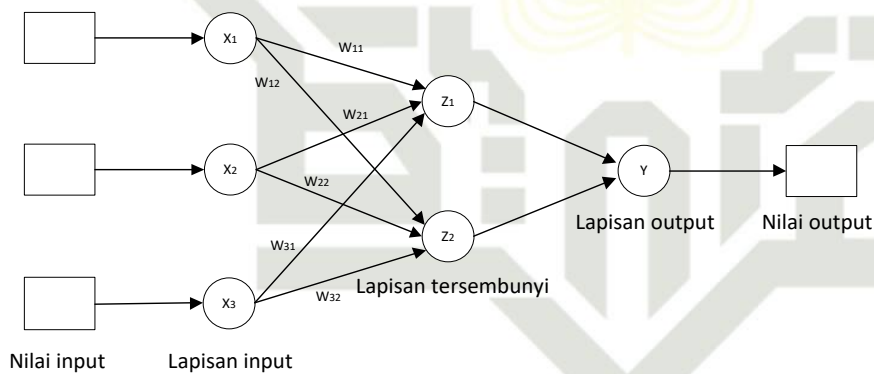 X1
W11
W12
Z1
W21
X2
Y
W22
Lapisan output
Nilai output
Z2
W31
Lapisan tersembunyi
W32
X3
Nilai input
Lapisan input